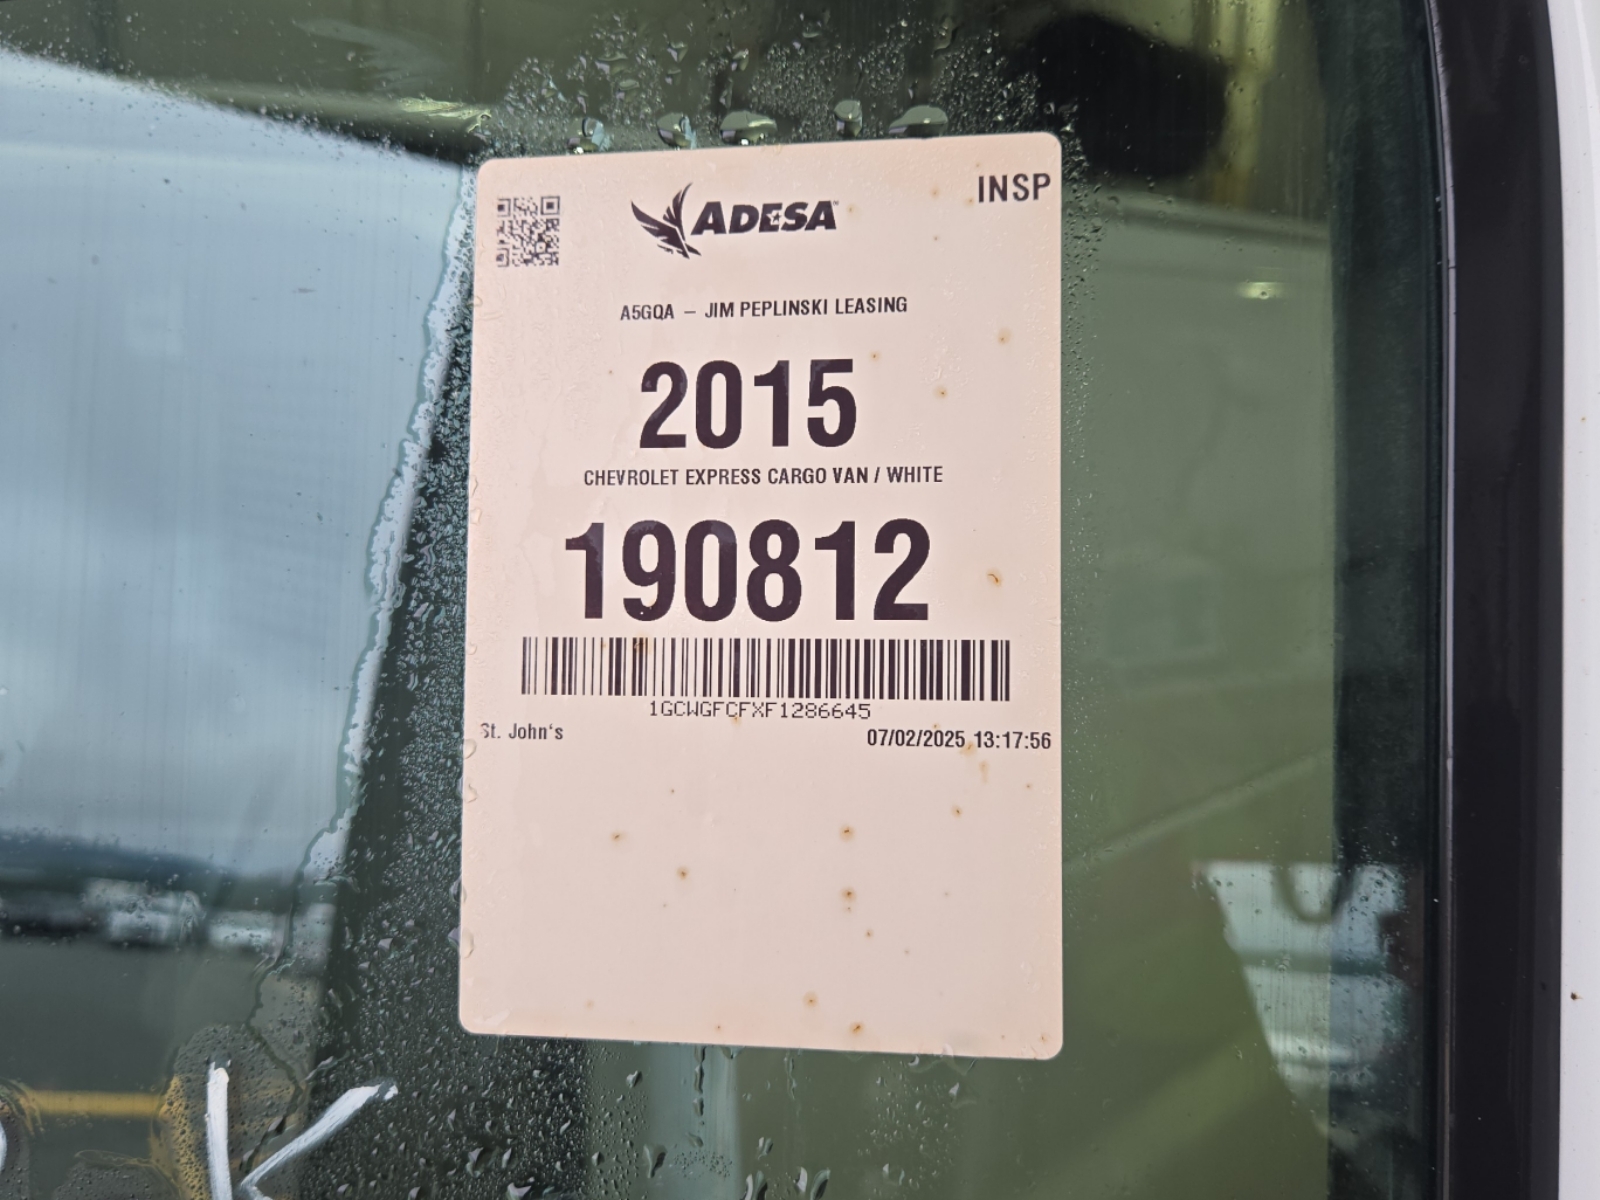 ADESA
INSP
A5GQA – JIM PEPLINSKI LEASING
2015
CHEVROLET EXPRESS CARGO VAN / WHITE
190812
1GCWGFCFXF1286645
St. John's
07/02/2025 13:17:56
K